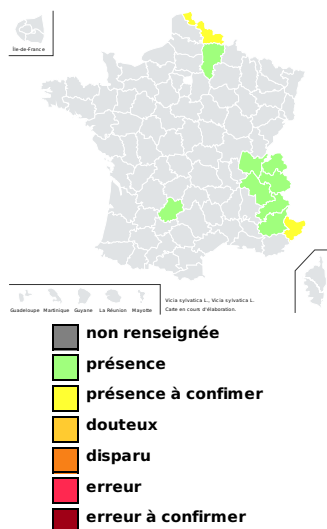 Île-de-France
Guadeloupe Martinique Guyane La Réunion Mayotte
Vicia sylvatica L., Vicia sylvatica L.
Carte en cours d'élaboration.
non renseignée
présence
présence à confimer
douteux
disparu
erreur
erreur à confirmer